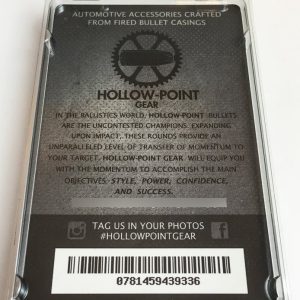 AUTOMOTIVE ACCESSORIES CRAFTED
FROM FIRED BULLET CASINGS
HOLLOW-POINT
GEAR
IN THE BALLISTICS WORLD, HOLLOW-POINT BULLETS
ARE THE UNCONTESTED CHAMPIONS. EXPANDING
UPON IMPACT, THESE ROUNDS PROVIDE AN
UNPARALLELED LEVEL OF TRANSFER OF MOMENTUM TO
YOUR TARGET. HOLLOW-POINT GEAR WILL EQUIP YOU
WITH THE MOMENTUM TO ACCOMPLISH THE MAIN
OBJECTIVES: STYLE, POWER, CONFIDENCE,
AND SUCCESS.
TAG US IN YOUR PHOTOS
#HOLLOWPOINTGEAR
f
0781459439336